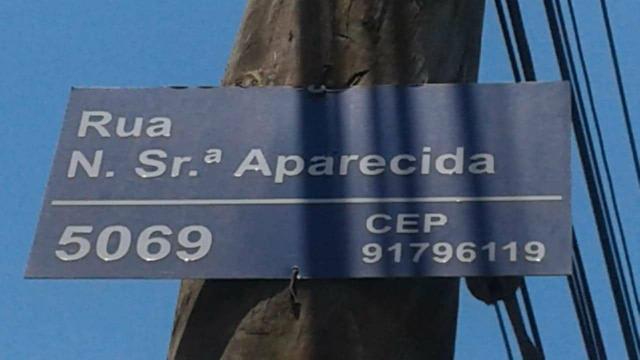 Rua
N. Sr.ª Aparecida
5069
CEP
91796119